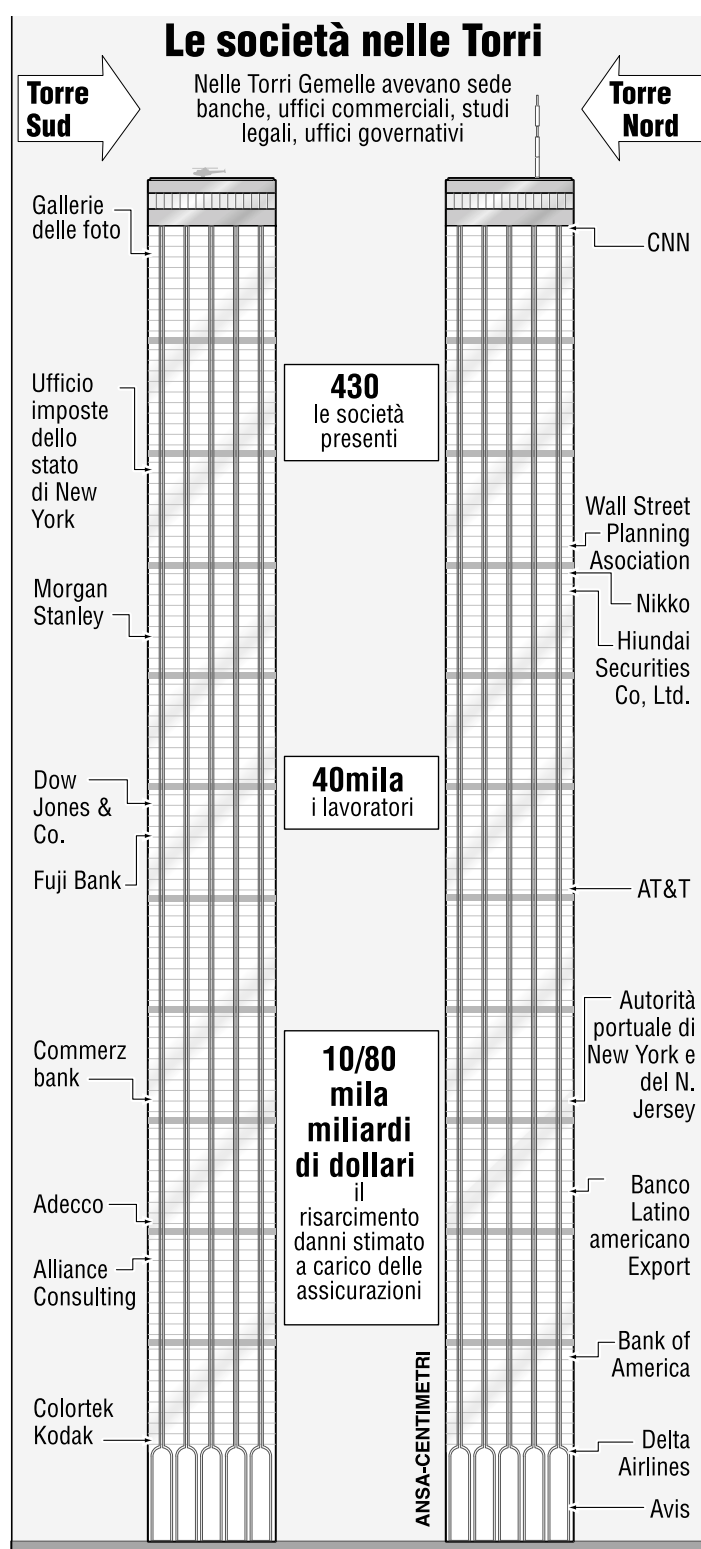 Le società nelle Torri
Nelle Torri Gemelle avevano sede
banche, uffici commerciali, studi
legali, uffici governativi
Torre
Sud
Torre
Nord
Gallerie
delle foto
Ufficio
imposte
dello
stato
di New
York
Morgan
Stanley
Dow
Jones &
Co.
Fuji Bank
Commerz
bank
Adecco
Alliance
Consulting
Colortek
Kodak
430
le società
presenti
40mila
i lavoratori
10/80
mila
miliardi
di dollari
il
risarcimento
danni stimato
a carico delle
assicurazioni
CNN
Wall Street
Planning
Asociation
Nikko
Hiundai
Securities
Co, Ltd.
AT&T
Autorità
portuale di
New York e
del N.
Jersey
Banco
Latino
americano
Export
Bank of
America
Delta
Airlines
Avis
ANSA-CENTIMETRI